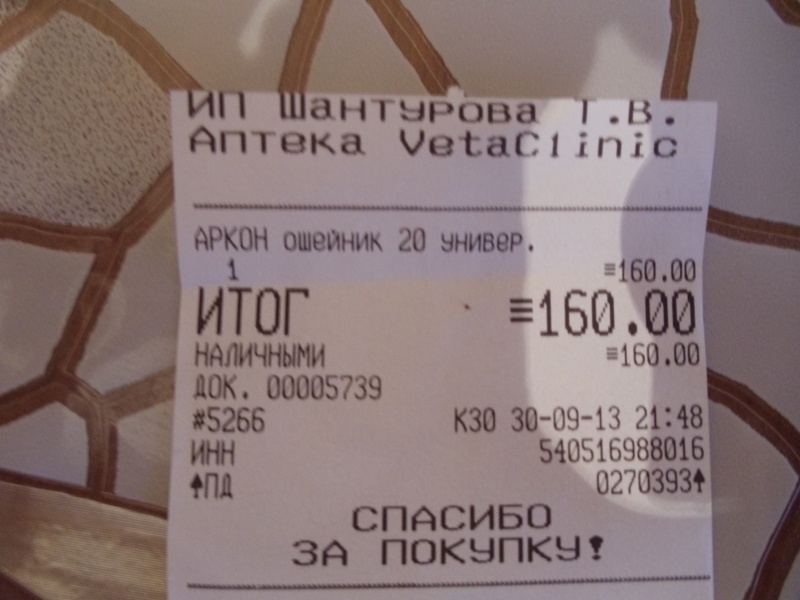 ИП Шантурова Т.В.
Аптека VetaClinic
АРКОН ошейник 20 универ.
1 ≡160.00
ИТОГ ≡160.00
НАЛИЧНЫМИ ≡160.00
ДОК. 00005739
#5266 К30 30-09-13 21:48
ИНН 540516988016
ПД 0270393
СПАСИБО
ЗА ПОКУПКУ!